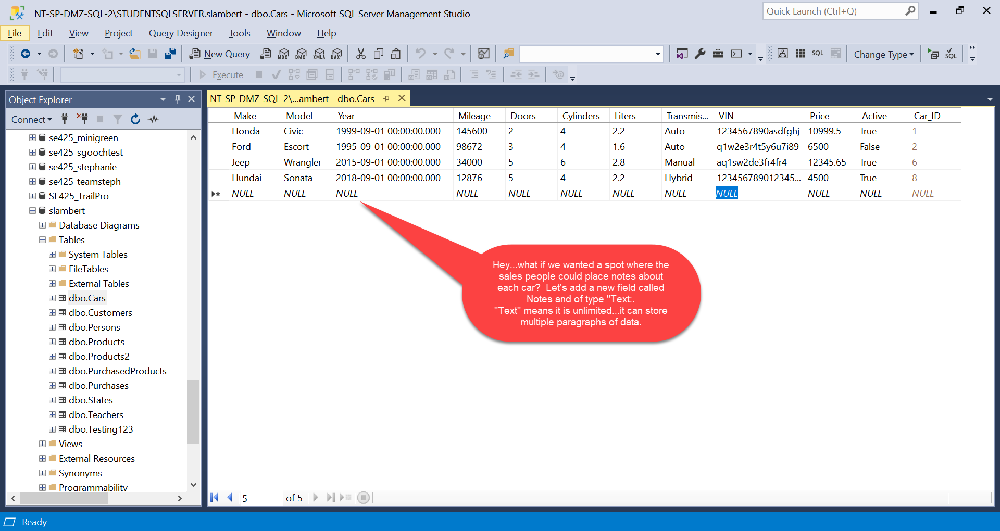 NT-SP-DMZ-SQL-2\STUDENTSQLSERVER.slambert - dbo.Cars - Microsoft SQL Server Management Studio
Quick Launch (Ctrl+Q)
File Edit View Project Query Designer Tools Window Help
New Query MDX DMX XMLA DAX SQL Change Type SQL
Execute
Object Explorer
NT-SP-DMZ-SQL-2\...ambert - dbo.Cars
Connect
se425_minigreen
se425_sgoochtest
se425_stephanie
se425_teamsteph
SE425_TrailPro
slambert
Database Diagrams
Tables
System Tables
FileTables
External Tables
dbo.Cars
dbo.Customers
dbo.Persons
dbo.Products
dbo.Products2
dbo.PurchasedProducts
dbo.Purchases
dbo.States
dbo.Teachers
dbo.Testing123
Views
External Resources
Synonyms
Programmability
Make Model Year Mileage Doors Cylinders Liters Transmis... VIN Price Active Car_ID
Honda Civic 1999-09-01 00:00:00.000 145600 2 4 2.2 Auto 1234567890asdfghj 10999.5 True 1
Ford Escort 1995-09-01 00:00:00.000 98672 3 4 1.6 Auto q1w2e3r4t5y6u7i89 6500 False 2
Jeep Wrangler 2015-09-01 00:00:00.000 34000 5 6 2.8 Manual aq1sw2de3fr4fr4 12345.65 True 6
Hundai Sonata 2018-09-01 00:00:00.000 12876 5 4 2.2 Hybrid 123456789012345... 4500 True 8
NULL NULL NULL NULL NULL NULL NULL NULL NULL NULL NULL NULL
Hey...what if we wanted a spot where the
sales people could place notes about
each car? Let's add a new field called
Notes and of type "Text:.
"Text" means it is unlimited...it can store
multiple paragraphs of data.
5 of 5
Ready